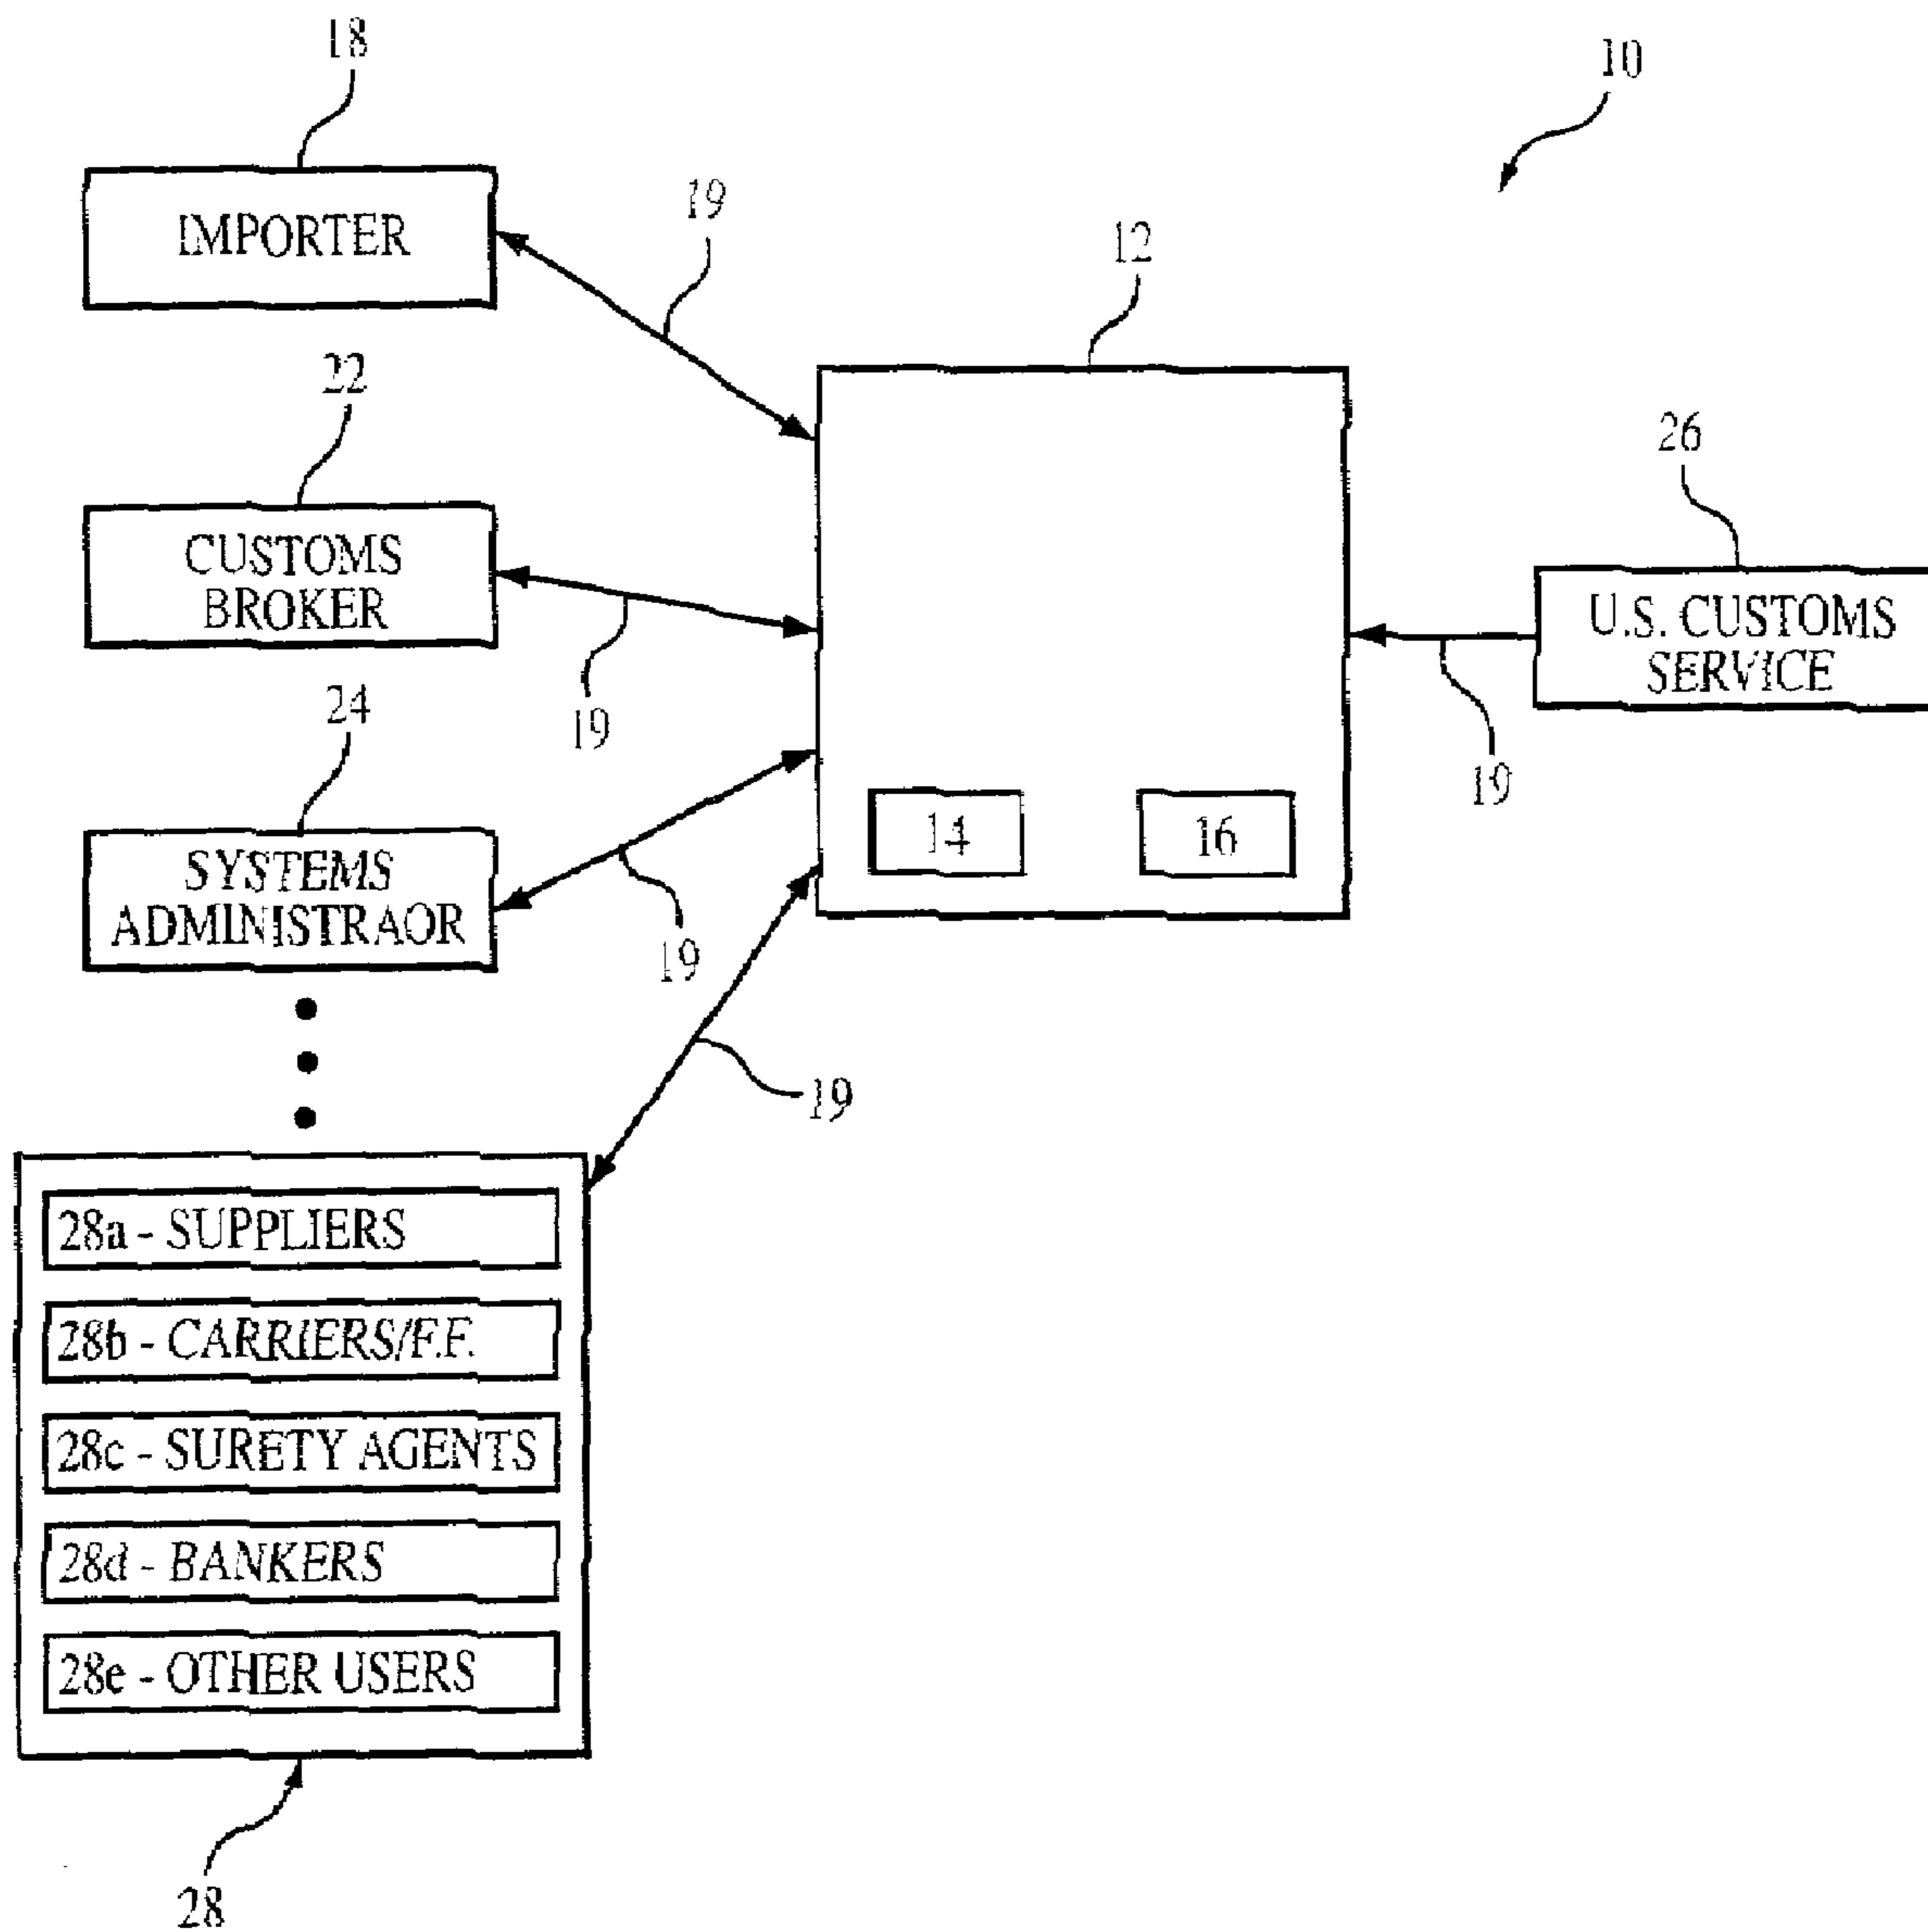 18
10
IMPORTER
19
12
22
CUSTOMS
BROKER
19
26
U.S. CUSTOMS
SERVICE
19
24
SYSTEMS
ADMINISTRAOR
19
14
16
19
28a - SUPPLIERS
28b - CARRIERS/F.F.
28c - SURETY AGENTS
28d - BANKERS
28e - OTHER USERS
28